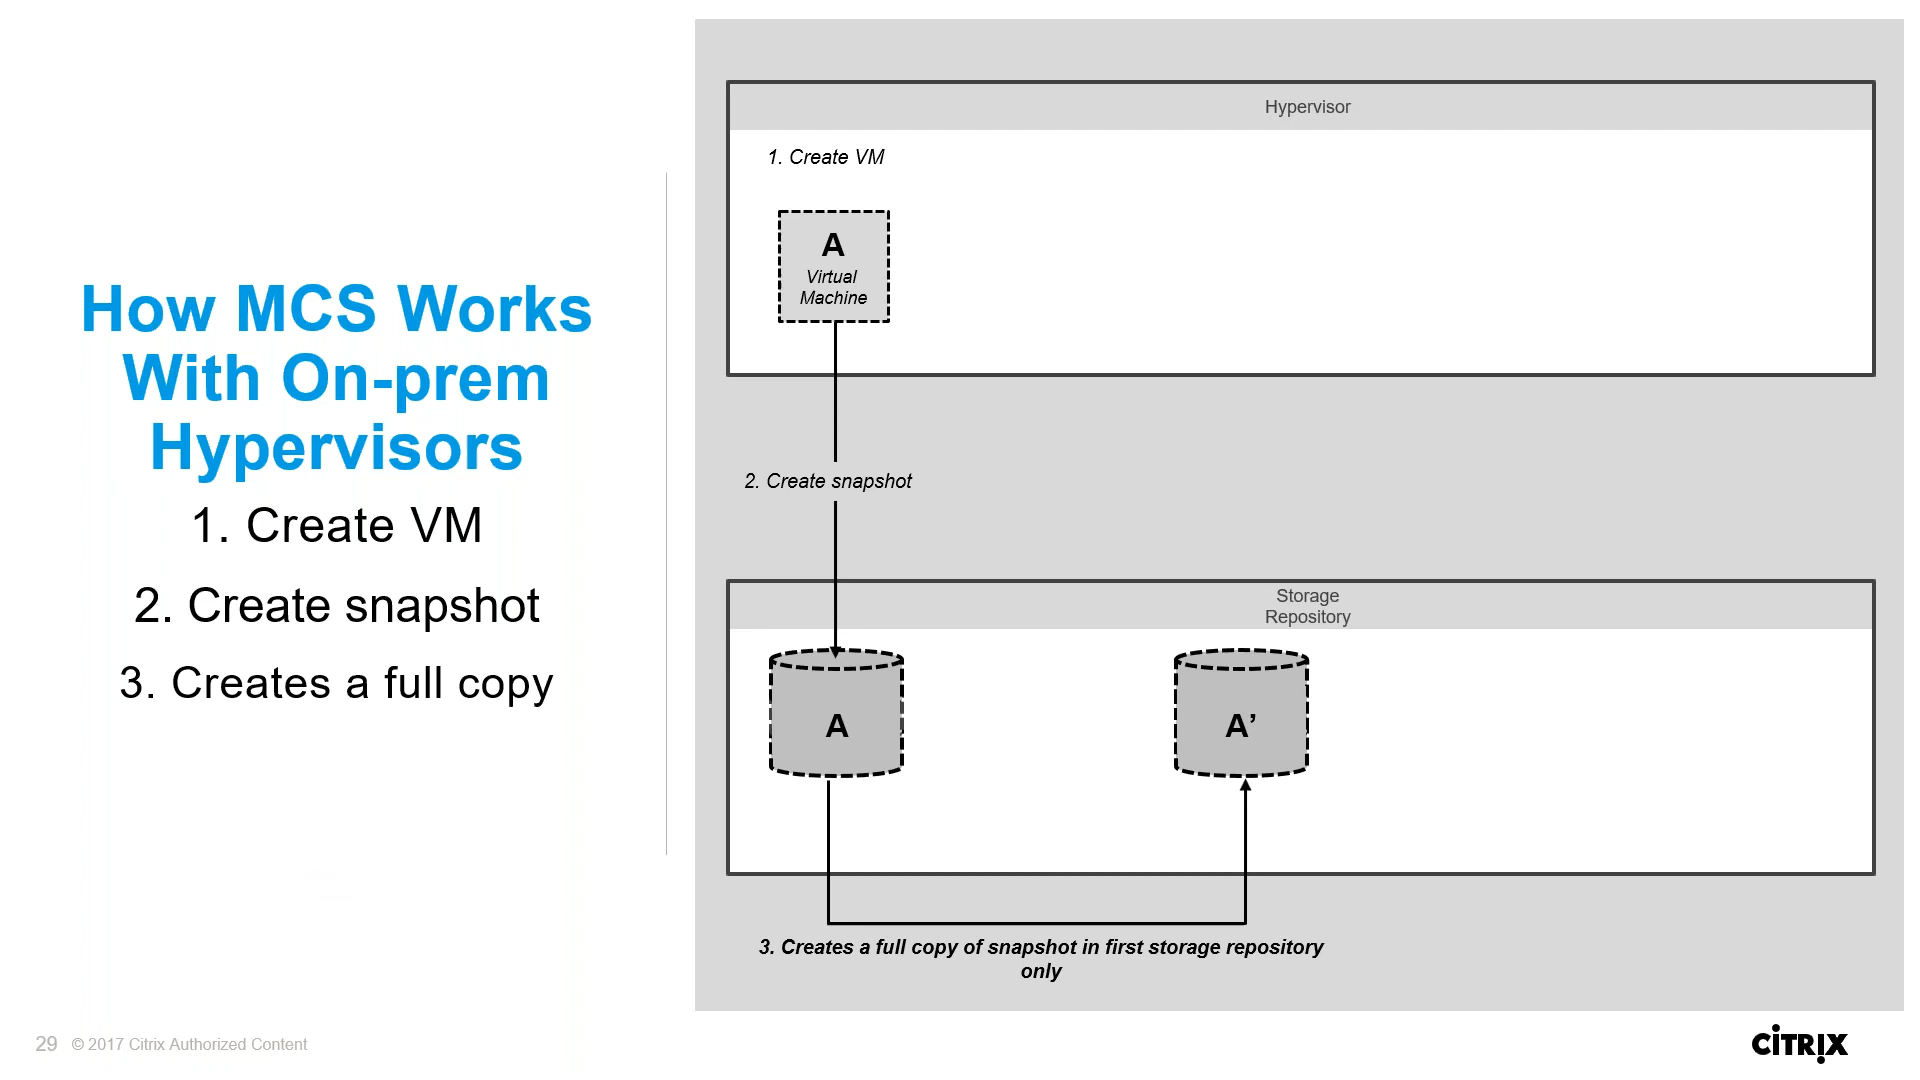 How MCS Works
With On-prem
Hypervisors
1. Create VM
2. Create snapshot
3. Creates a full copy
Hypervisor
1. Create VM
A
Virtual
Machine
2. Create snapshot
Storage
Repository
A
A’
3. Creates a full copy of snapshot in first storage repository
only
29 © 2017 Citrix Authorized Content
CiTRIX